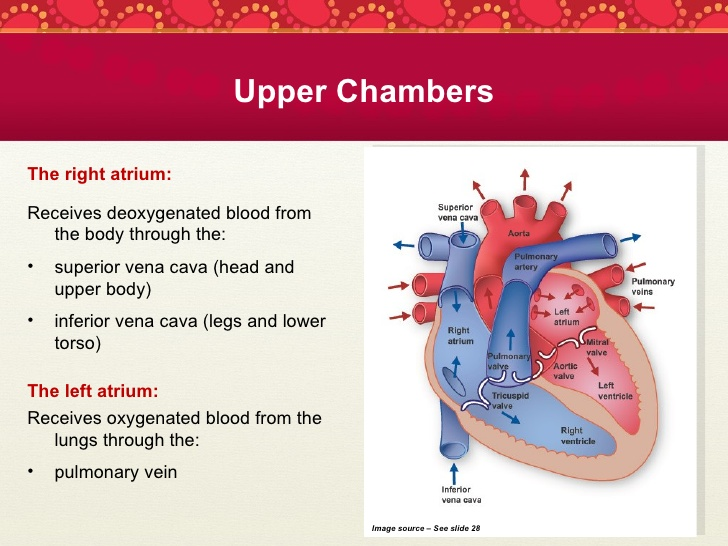 Upper Chambers
The right atrium:
Receives deoxygenated blood from
the body through the:
• superior vena cava (head and
upper body)
• inferior vena cava (legs and lower
torso)
The left atrium:
Receives oxygenated blood from the
lungs through the:
• pulmonary vein
Superior
vena cava
Aorta
Pulmonary
artery
Pulmonary
veins
Left
atrium
Right
atrium
Mitral
valve
Pulmonary
valve
Aortic
valve
Left
ventricle
Tricuspid
valve
Right
ventricle
Inferior
vena cava
Image source – See slide 28